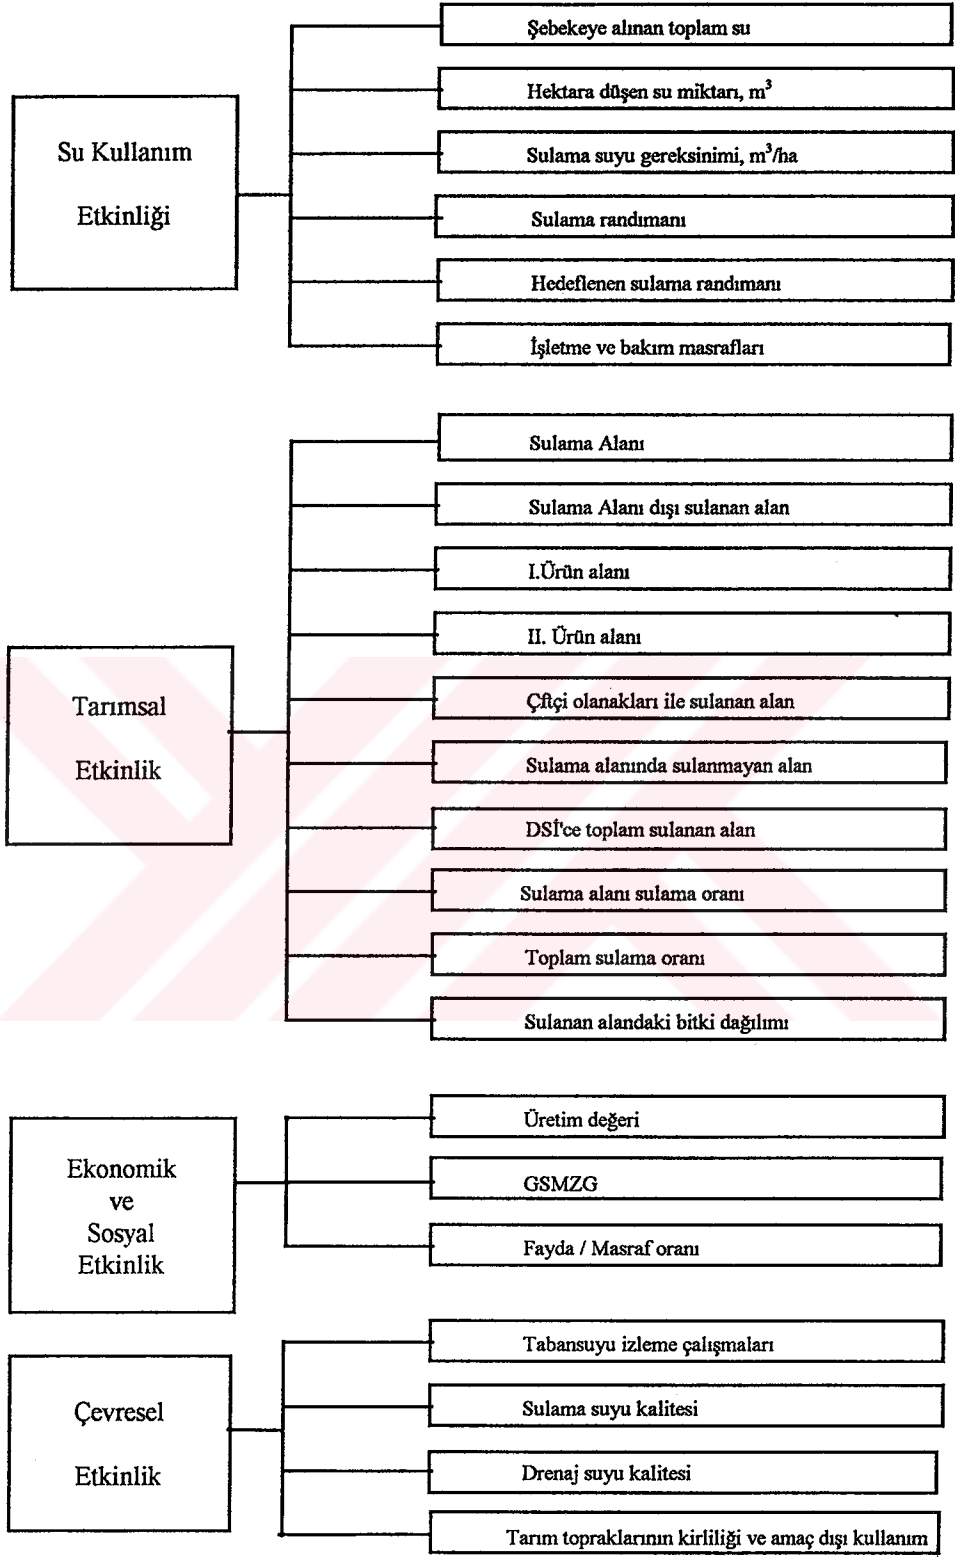 Su Kullanım
Etkinliği
Şebekeye alınan toplam su
Hektara düşen su miktarı, m³
Sulama suyu gereksinimi, m³/ha
Sulama randımanı
Hedeflenen sulama randımanı
İşletme ve bakım masrafları
Tarımsal
Etkinlik
Sulama Alanı
Sulama Alanı dışı sulanan alan
I.Ürün alanı
II. Ürün alanı
Çftçi olanakları ile sulanan alan
Sulama alanında sulanmayan alan
DSİ'ce toplam sulanan alan
Sulama alanı sulama oranı
Toplam sulama oranı
Sulanan alandaki bitki dağılımı
Ekonomik
ve
Sosyal
Etkinlik
Üretim değeri
GSMZG
Fayda / Masraf oranı
Çevresel
Etkinlik
Tabansuyu izleme çalışmaları
Sulama suyu kalitesi
Drenaj suyu kalitesi
Tarım topraklarının kirliliği ve amaç dışı kullanım